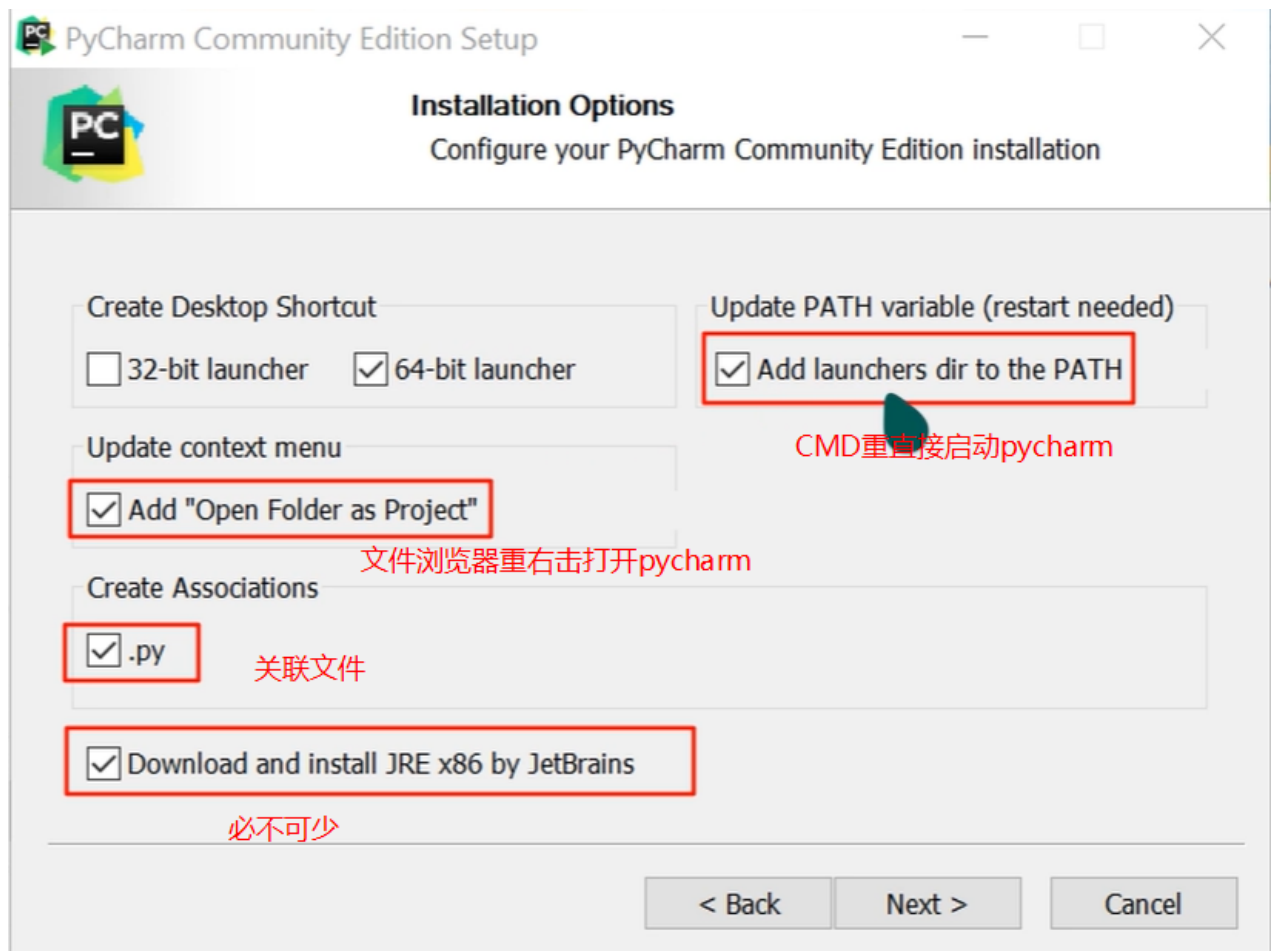 PC
PyCharm Community Edition Setup
PC
Installation Options
Configure your PyCharm Community Edition installation
Create Desktop Shortcut
32-bit launcher
64-bit launcher
Update PATH variable (restart needed)
Add launchers dir to the PATH
CMD重直接启动pycharm
Update context menu
Add "Open Folder as Project"
文件浏览器重右击打开pycharm
Create Associations
.py
关联文件
Download and install JRE x86 by JetBrains
必不可少
< Back
Next >
Cancel